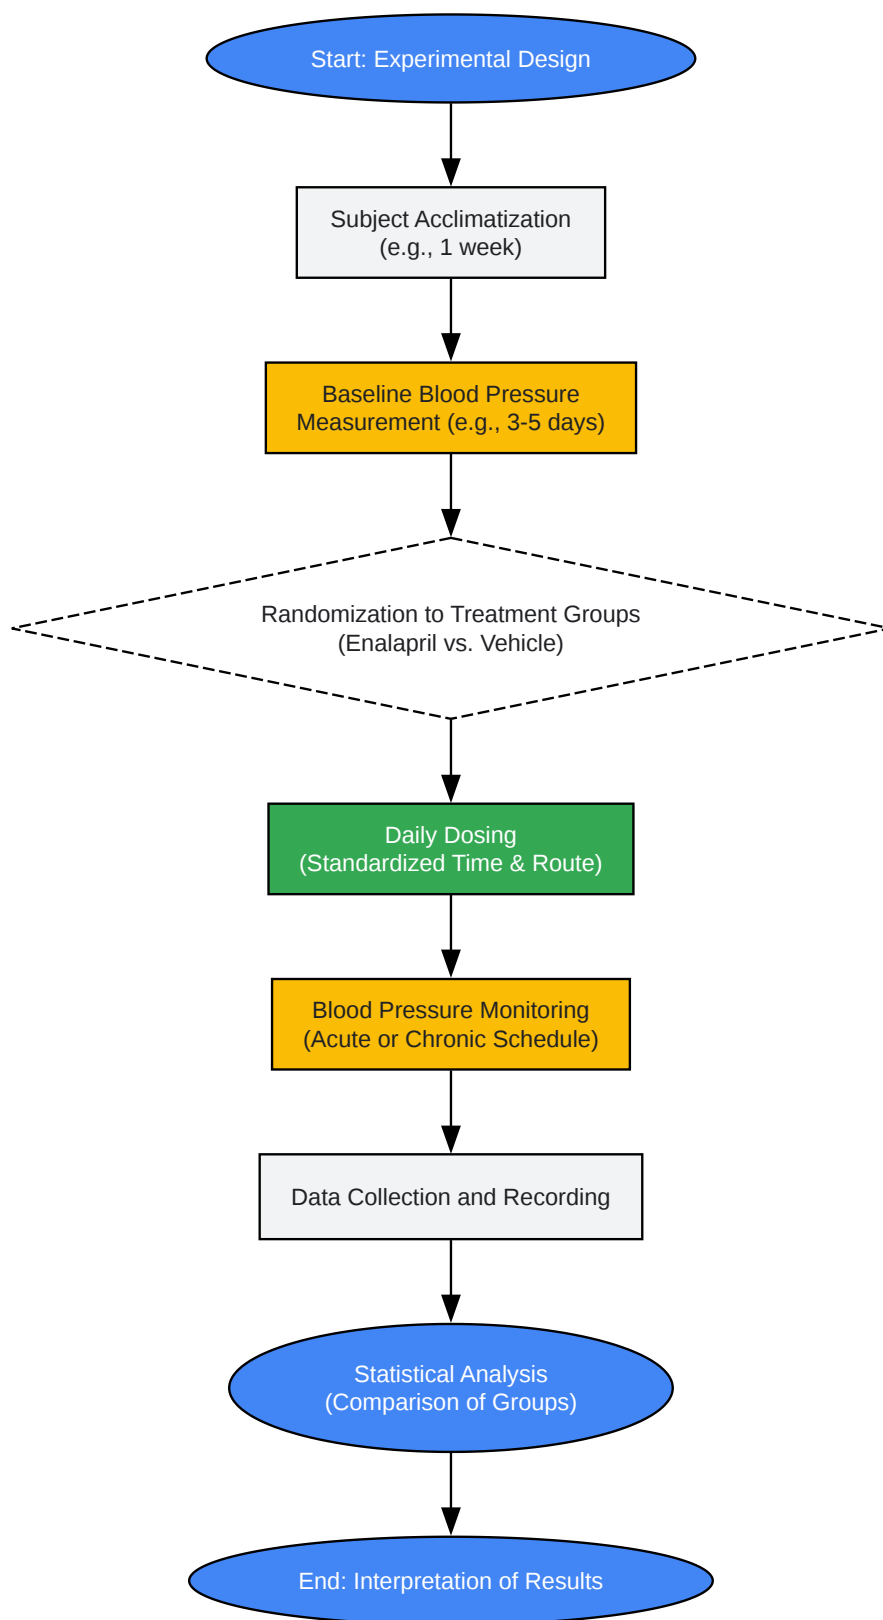 Start: Experimental Design
Subject Acclimatization
(e.g., 1 week)
Baseline Blood Pressure
Measurement (e.g., 3-5 days)
Randomization to Treatment Groups
(Enalapril vs. Vehicle)
Daily Dosing
(Standardized Time & Route)
Blood Pressure Monitoring
(Acute or Chronic Schedule)
Data Collection and Recording
Statistical Analysis
(Comparison of Groups)
End: Interpretation of Results